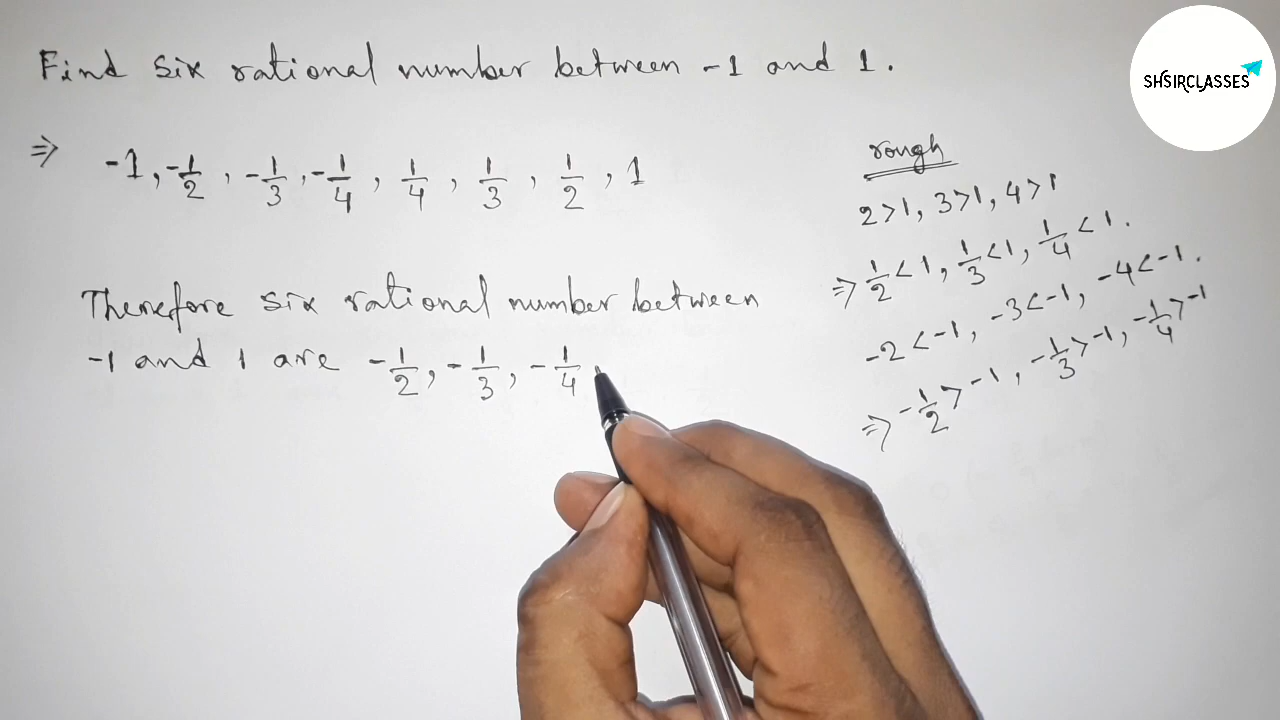 Find six rational number between -1 and 1.
SHSIRCLASSES
⇒ -1, -1/2, -1/3, -1/4, 1/4, 1/3, 1/2, 1
Therefore six rational number between
-1 and 1 are -1/2, -1/3, -1/4
rough
2>1, 3>1, 4>1
⇒ 1/2<1, 1/3<1, 1/4<1.
-2<-1, -3<-1, -4<-1.
⇒ -1/2>-1, -1/3>-1, -1/4>-1